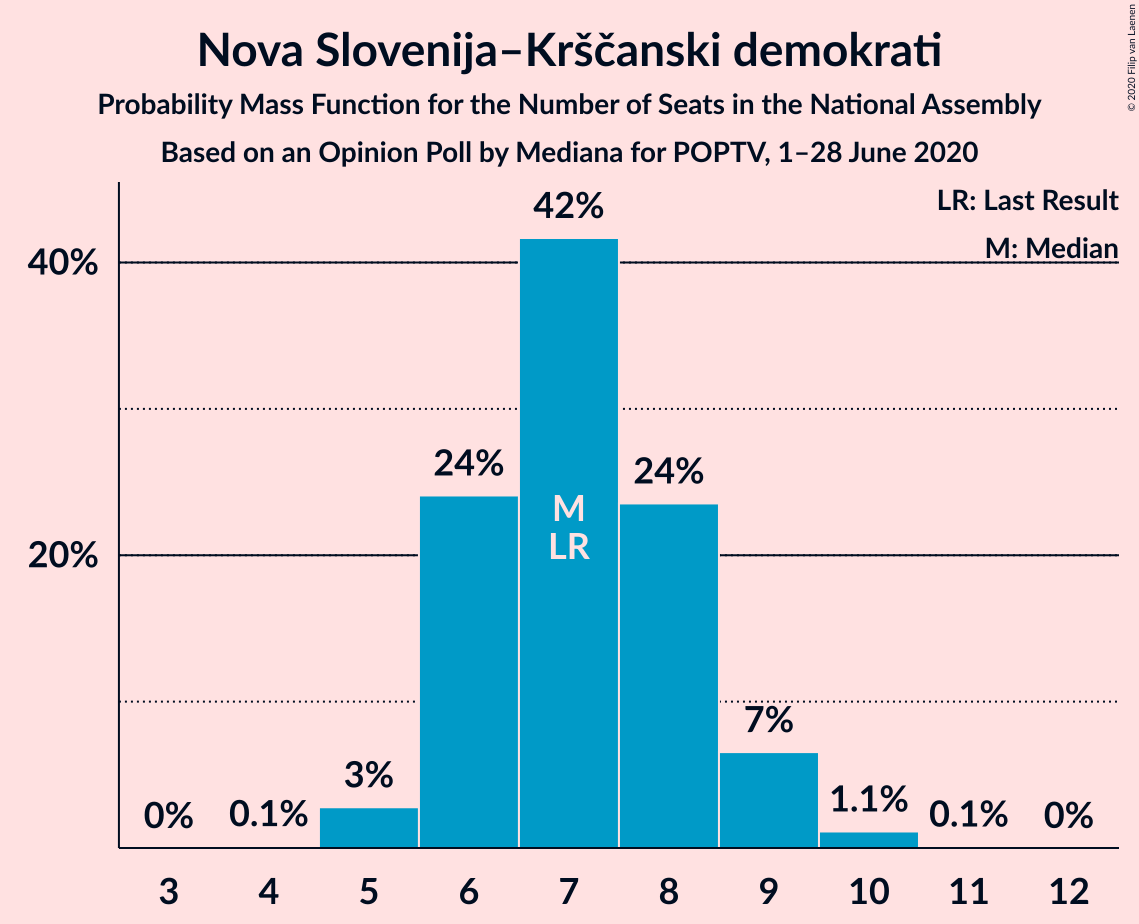 Nova Slovenija–Krščanski demokrati
Probability Mass Function for the Number of Seats in the National Assembly
Based on an Opinion Poll by Mediana for POPTV, 1–28 June 2020
© 2020 Filip van Laenen
LR: Last Result
M: Median
40%
20%
0%
0.1%
3%
24%
42%
24%
7%
1.1%
0.1%
0%
M
LR
3 4 5 6 7 8 9 10 11 12